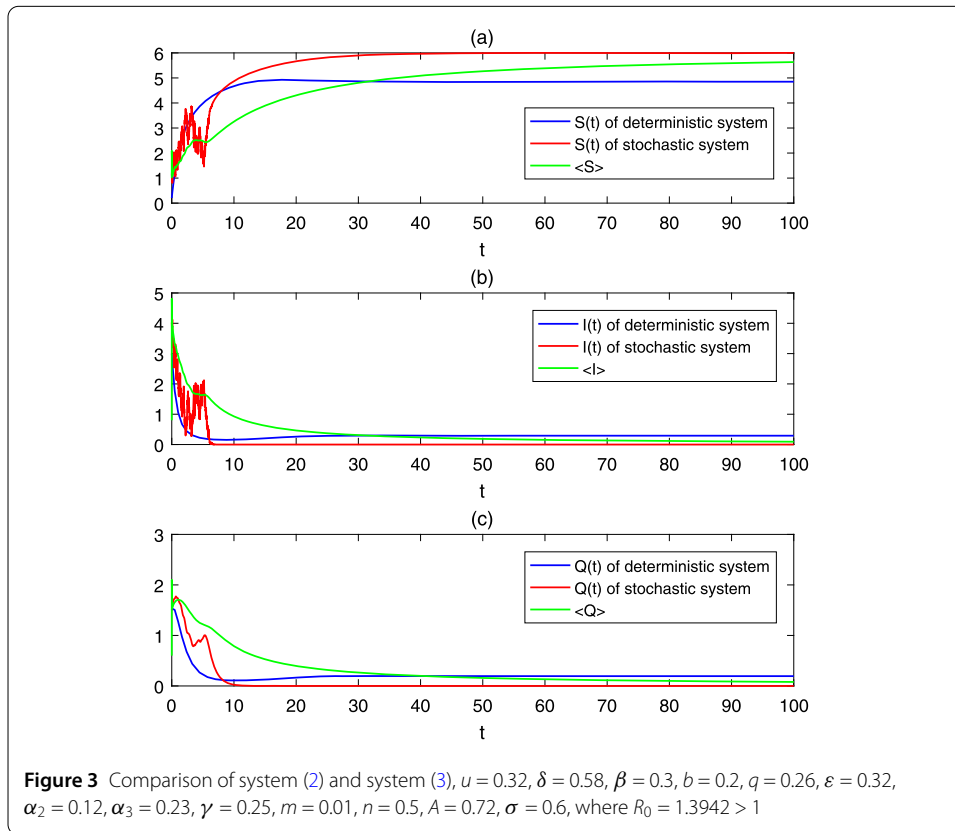 (a)
6
5
4
3
2
1
0
S(t) of deterministic system
S(t) of stochastic system
<S>
0 10 20 30 40 50 60 70 80 90 100
t
(b)
5
4
3
2
1
0
I(t) of deterministic system
I(t) of stochastic system
<I>
0 10 20 30 40 50 60 70 80 90 100
t
(c)
3
2
1
0
Q(t) of deterministic system
Q(t) of stochastic system
<Q>
0 10 20 30 40 50 60 70 80 90 100
t
Figure 3 Comparison of system (2) and system (3), u = 0.32, δ = 0.58, β = 0.3, b = 0.2, q = 0.26, ε = 0.32,
α₂ = 0.12, α₃ = 0.23, γ = 0.25, m = 0.01, n = 0.5, A = 0.72, σ = 0.6, where R₀ = 1.3942 > 1